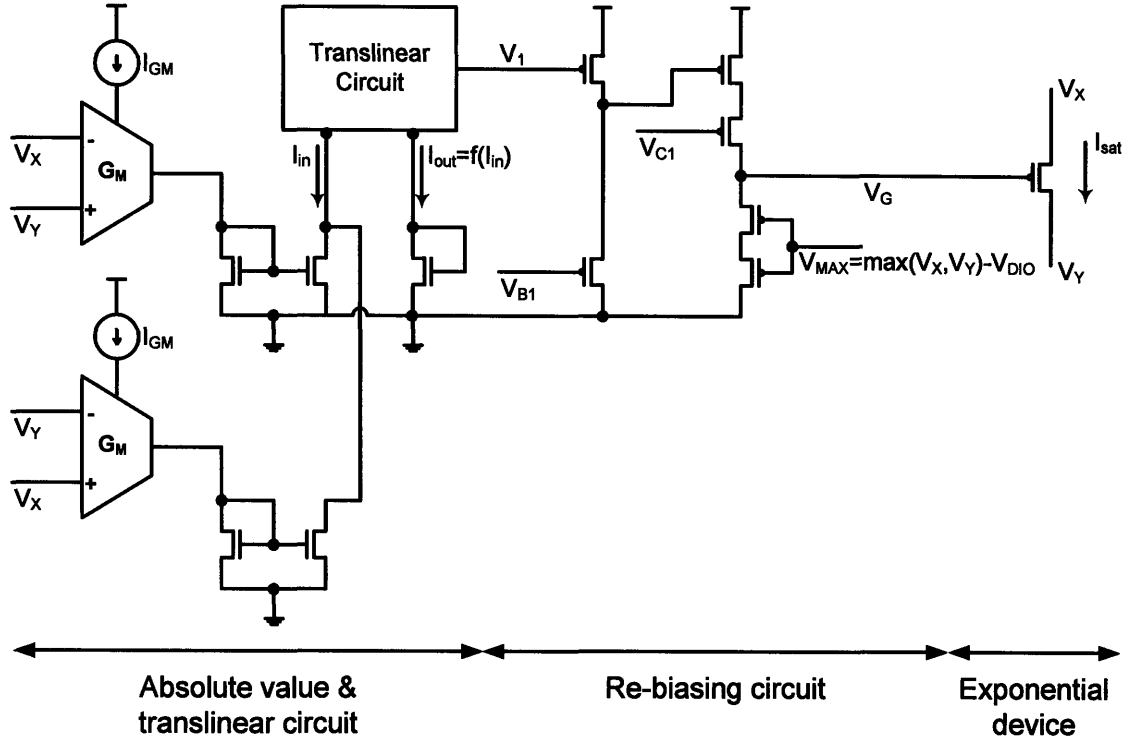 I_GM
V_X
-
G_M
V_Y
+
Translinear
Circuit
I_in
I_out=f(I_in)
V_1
V_B1
V_C1
V_G
V_MAX=max(V_X,V_Y)-V_DIO
V_X
I_sat
V_Y
I_GM
V_Y
-
G_M
V_X
+
Absolute value &
translinear circuit
Re-biasing circuit
Exponential
device